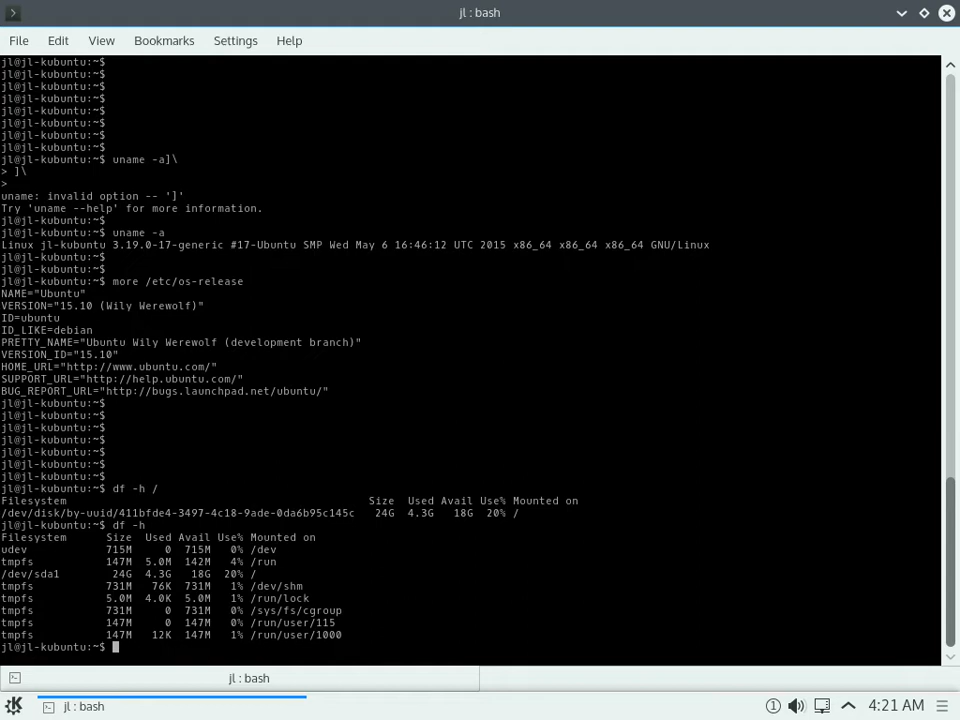 jl : bash
File Edit View Bookmarks Settings Help
jl@jl-kubuntu:~$
jl@jl-kubuntu:~$
jl@jl-kubuntu:~$
jl@jl-kubuntu:~$
jl@jl-kubuntu:~$
jl@jl-kubuntu:~$
jl@jl-kubuntu:~$
jl@jl-kubuntu:~$
jl@jl-kubuntu:~$ uname -a]\
> ]\
>
uname: invalid option -- ']'
Try 'uname --help' for more information.
jl@jl-kubuntu:~$
jl@jl-kubuntu:~$ uname -a
Linux jl-kubuntu 3.19.0-17-generic #17-Ubuntu SMP Wed May 6 16:46:12 UTC 2015 x86_64 x86_64 x86_64 GNU/Linux
jl@jl-kubuntu:~$
jl@jl-kubuntu:~$
jl@jl-kubuntu:~$ more /etc/os-release
NAME="Ubuntu"
VERSION="15.10 (Wily Werewolf)"
ID=ubuntu
ID_LIKE=debian
PRETTY_NAME="Ubuntu Wily Werewolf (development branch)"
VERSION_ID="15.10"
HOME_URL="http://www.ubuntu.com/"
SUPPORT_URL="http://help.ubuntu.com/"
BUG_REPORT_URL="http://bugs.launchpad.net/ubuntu/"
jl@jl-kubuntu:~$
jl@jl-kubuntu:~$
jl@jl-kubuntu:~$
jl@jl-kubuntu:~$
jl@jl-kubuntu:~$
jl@jl-kubuntu:~$
jl@jl-kubuntu:~$
jl@jl-kubuntu:~$ df -h /
Filesystem Size Used Avail Use% Mounted on
/dev/disk/by-uuid/411bfde4-3497-4c18-9ade-0da6b95c145c 24G 4.3G 18G 20% /
jl@jl-kubuntu:~$ df -h
Filesystem Size Used Avail Use% Mounted on
udev 715M 0 715M 0% /dev
tmpfs 147M 5.0M 142M 4% /run
/dev/sda1 24G 4.3G 18G 20% /
tmpfs 731M 76K 731M 1% /dev/shm
tmpfs 5.0M 4.0K 5.0M 1% /run/lock
tmpfs 731M 0 731M 0% /sys/fs/cgroup
tmpfs 147M 0 147M 0% /run/user/115
tmpfs 147M 12K 147M 1% /run/user/1000
jl@jl-kubuntu:~$
jl : bash
jl : bash
1 4:21 AM